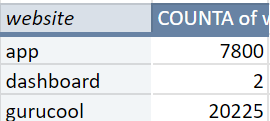 website COUNTA of
app 7800
dashboard 2
gurucool 20225